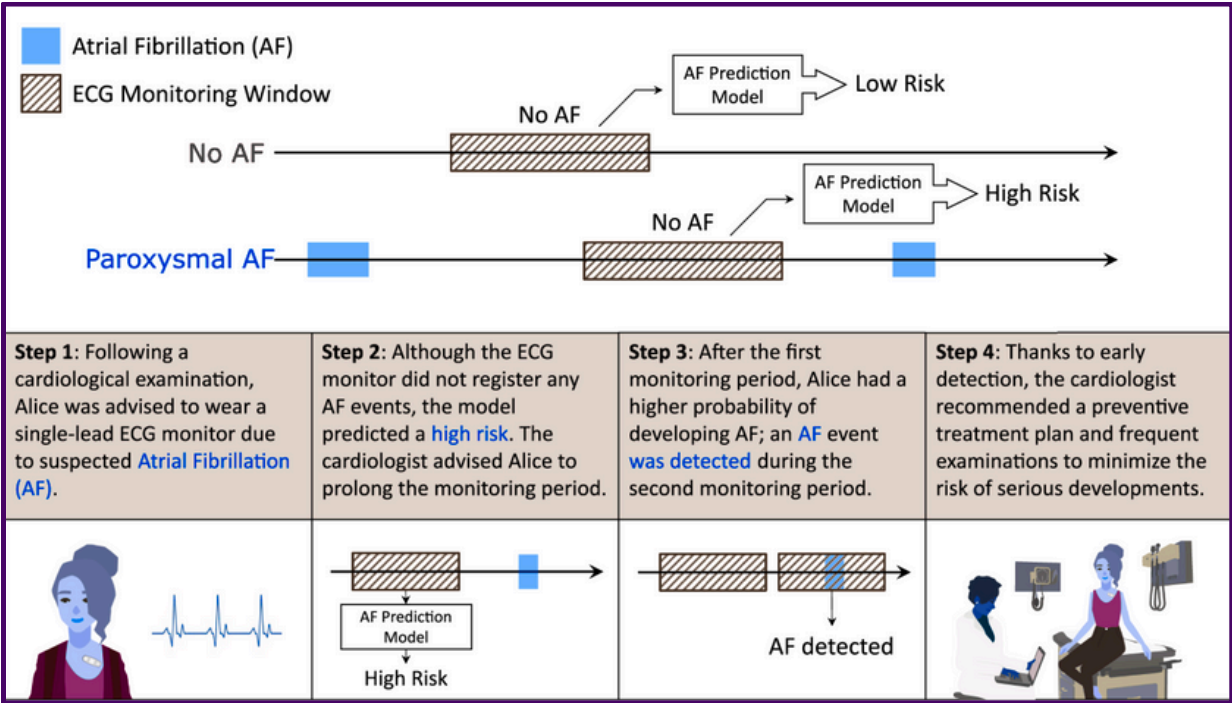 Atrial Fibrillation (AF)
ECG Monitoring Window
AF Prediction
Model
Low Risk
No AF
No AF
AF Prediction
Model
High Risk
No AF
Paroxysmal AF
Step 1: Following a
cardiological examination,
Alice was advised to wear a
single-lead ECG monitor due
to suspected Atrial Fibrillation
(AF).
Step 2: Although the ECG
monitor did not register any
AF events, the model
predicted a high risk. The
cardiologist advised Alice to
prolong the monitoring period.
Step 3: After the first
monitoring period, Alice had a
higher probability of
developing AF; an AF event
was detected during the
second monitoring period.
Step 4: Thanks to early
detection, the cardiologist
recommended a preventive
treatment plan and frequent
examinations to minimize the
risk of serious developments.
AF Prediction
Model
High Risk
AF detected